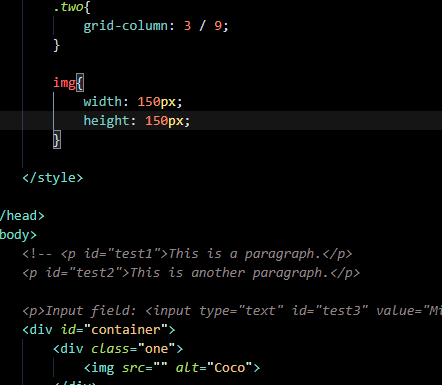 .two{
grid-column: 3 / 9;
}
img{
width: 150px;
height: 150px;
}
</style>
/head>
body>
<!-- <p id="test1">This is a paragraph.</p>
<p id="test2">This is another paragraph.</p>
<p>Input field: <input type="text" id="test3" value="Mi
<div id="container">
<div class="one">
<img src="" alt="Coco">
</div>